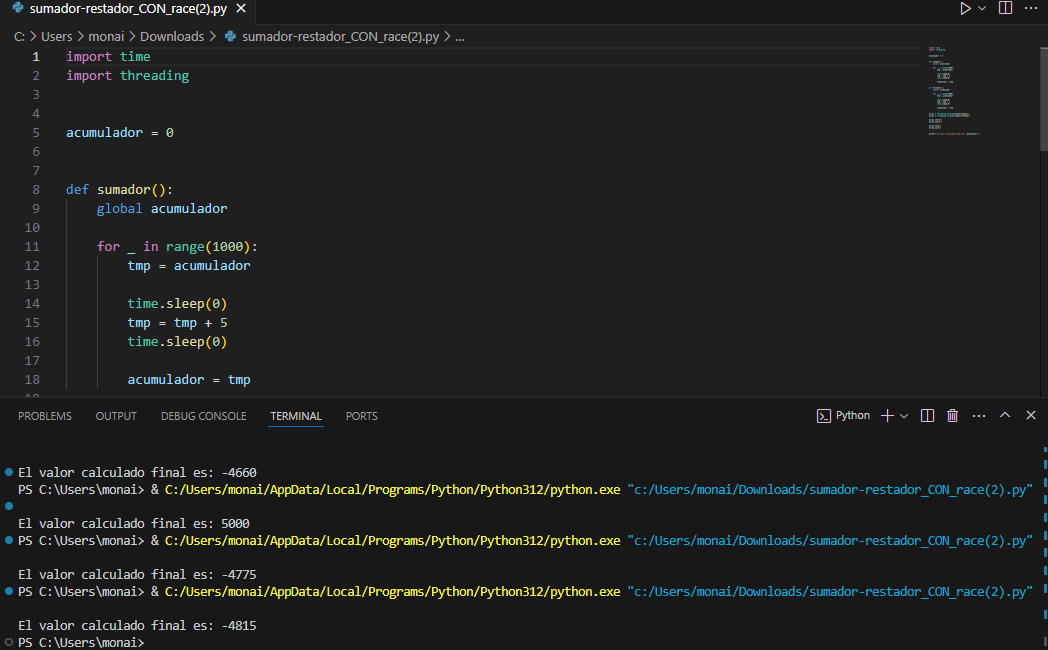 sumador-restador_CON_race(2).py
C: > Users > monai > Downloads > sumador-restador_CON_race(2).py > ...
1 import time
2 import threading
3
4
5 acumulador = 0
6
7
8 def sumador():
9 global acumulador
10
11 for _ in range(1000):
12 tmp = acumulador
13
14 time.sleep(0)
15 tmp = tmp + 5
16 time.sleep(0)
17
18 acumulador = tmp
PROBLEMS OUTPUT DEBUG CONSOLE TERMINAL PORTS Python
El valor calculado final es: -4660
PS C:\Users\monai> & C:/Users/monai/AppData/Local/Programs/Python/Python312/python.exe "c:/Users/monai/Downloads/sumador-restador_CON_race(2).py"
El valor calculado final es: 5000
PS C:\Users\monai> & C:/Users/monai/AppData/Local/Programs/Python/Python312/python.exe "c:/Users/monai/Downloads/sumador-restador_CON_race(2).py"
El valor calculado final es: -4775
PS C:\Users\monai> & C:/Users/monai/AppData/Local/Programs/Python/Python312/python.exe "c:/Users/monai/Downloads/sumador-restador_CON_race(2).py"
El valor calculado final es: -4815
PS C:\Users\monai>